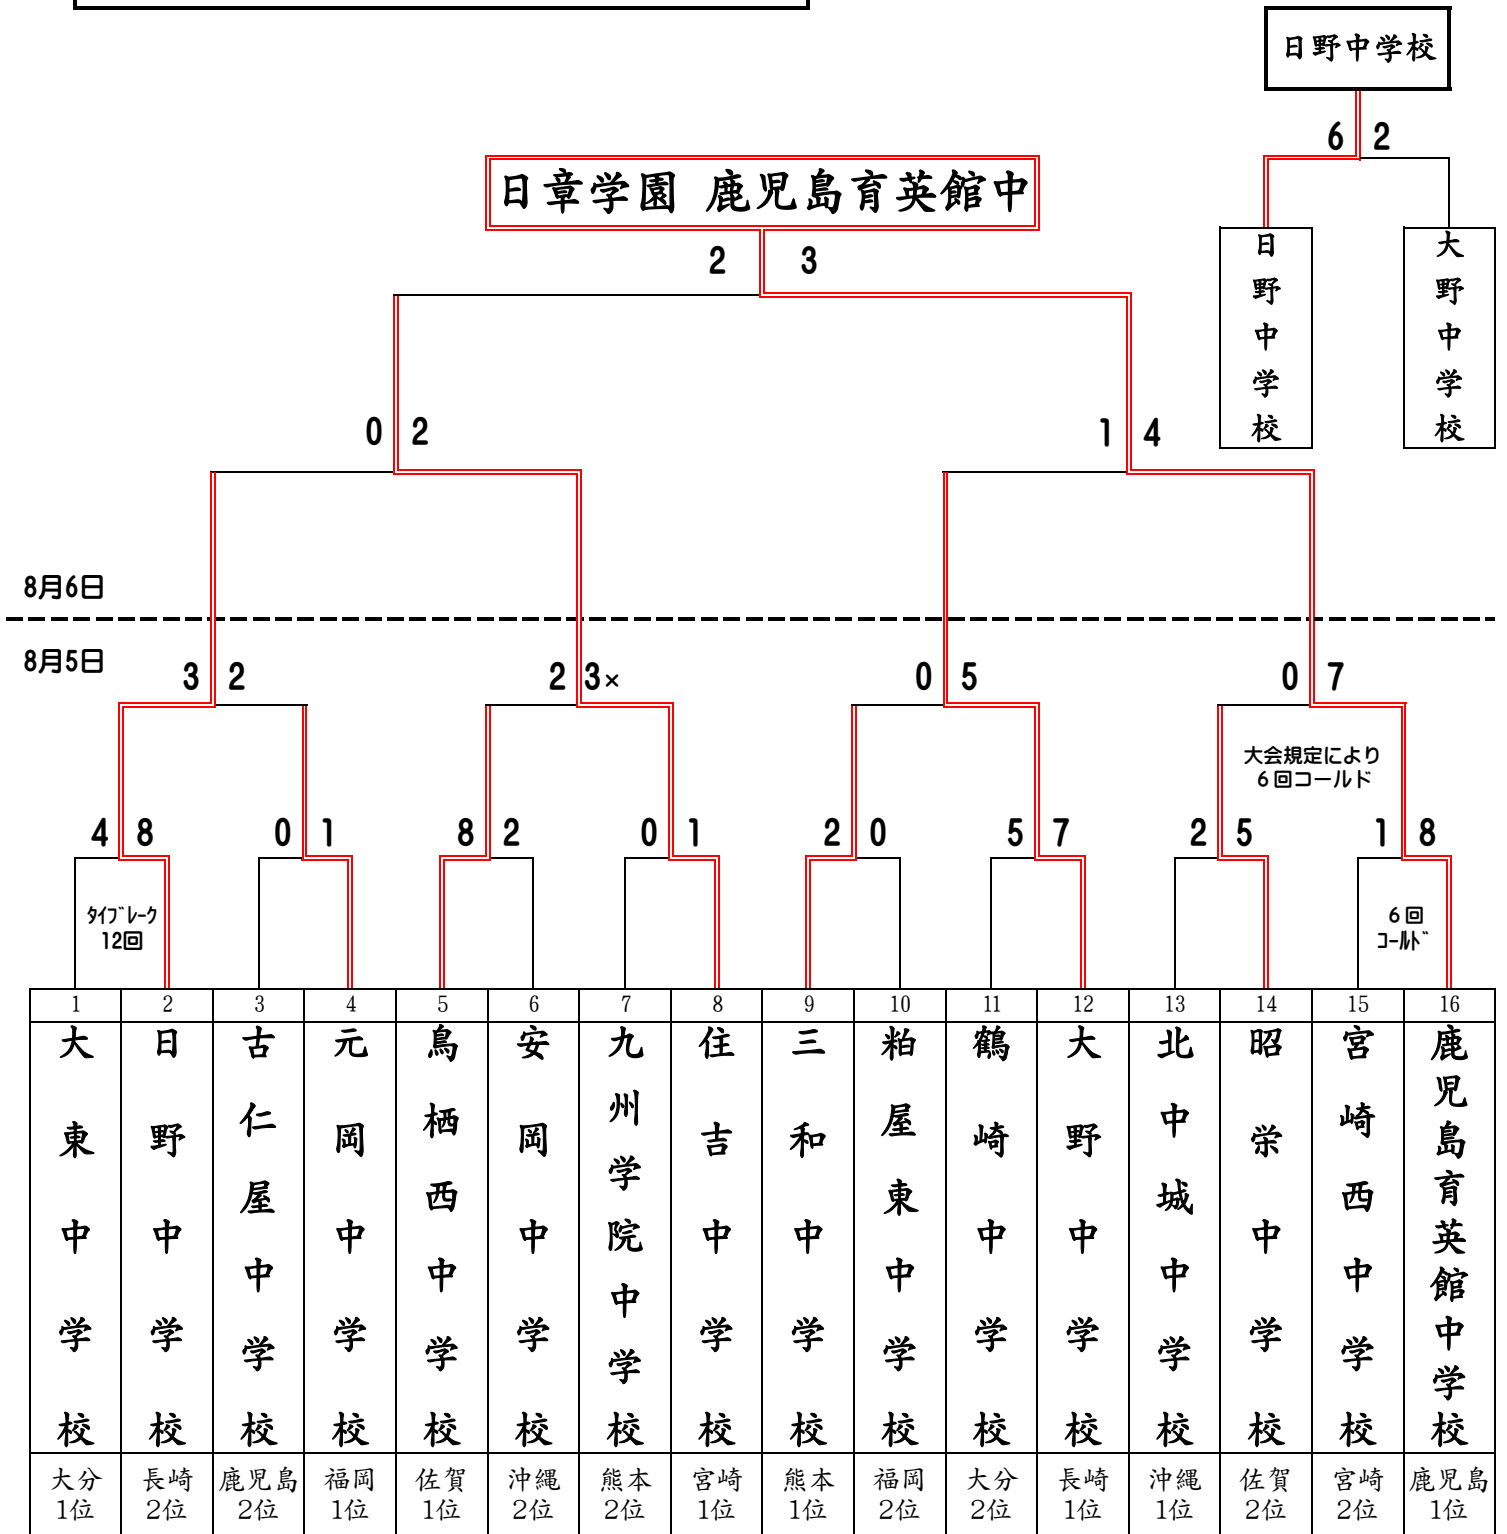 日野中学校
6 2
日章学園 鹿児島育英館中
2 3
日野中学校
大野中学校
0 2
1 4
8月6日
8月5日
3 2
2 3×
0 5
0 7
大会規定により
6回コールド
4 8
0 1
8 2
0 1
2 0
5 7
2 5
1 8
ﾀｲﾌﾞﾚｰｸ
12回
6回
ｺｰﾙﾄﾞ
1 2 3 4 5 6 7 8 9 10 11 12 13 14 15 16
大東中学校
日野中学校
古仁屋中学校
元岡中学校
鳥栖西中学校
安岡中学校
九州学院中学校
住吉中学校
三和中学校
粕屋東中学校
鶴崎中学校
大野中学校
北中城中学校
昭栄中学校
宮崎西中学校
鹿児島育英館中学校
大分 長崎 鹿児島 福岡 佐賀 沖縄 熊本 宮崎 熊本 福岡 大分 長崎 沖縄 佐賀 宮崎 鹿児島
1位 2位 2位 1位 1位 2位 2位 1位 1位 2位 2位 1位 1位 2位 2位 1位